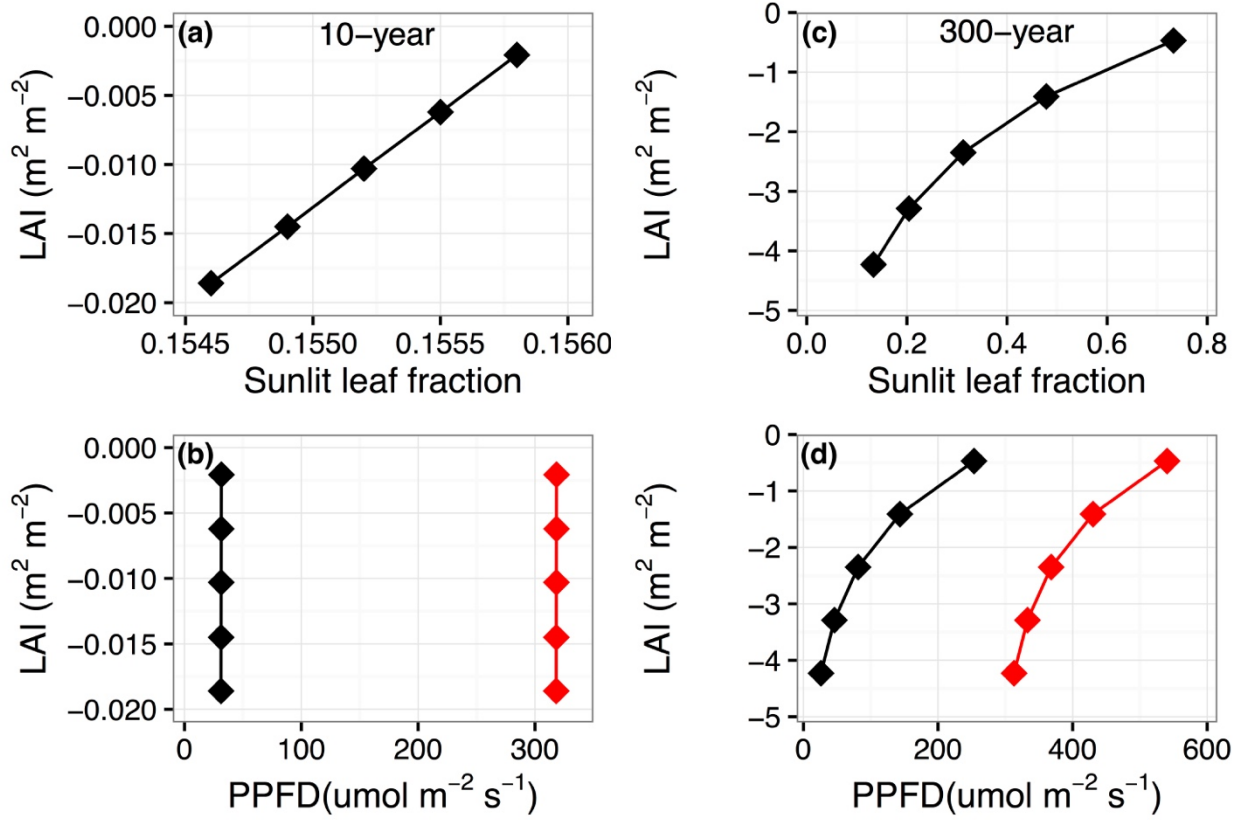 (a) 10−year
0.000
−0.005
−0.010
−0.015
−0.020
LAI (m² m⁻²)
0.1545 0.1550 0.1555 0.1560
Sunlit leaf fraction
(c) 300−year
0
−1
−2
−3
−4
−5
LAI (m² m⁻²)
0.0 0.2 0.4 0.6 0.8
Sunlit leaf fraction
(b)
0.000
−0.005
−0.010
−0.015
−0.020
LAI (m² m⁻²)
0 100 200 300
PPFD(umol m⁻² s⁻¹)
(d)
0
−1
−2
−3
−4
−5
LAI (m² m⁻²)
0 200 400 600
PPFD(umol m⁻² s⁻¹)